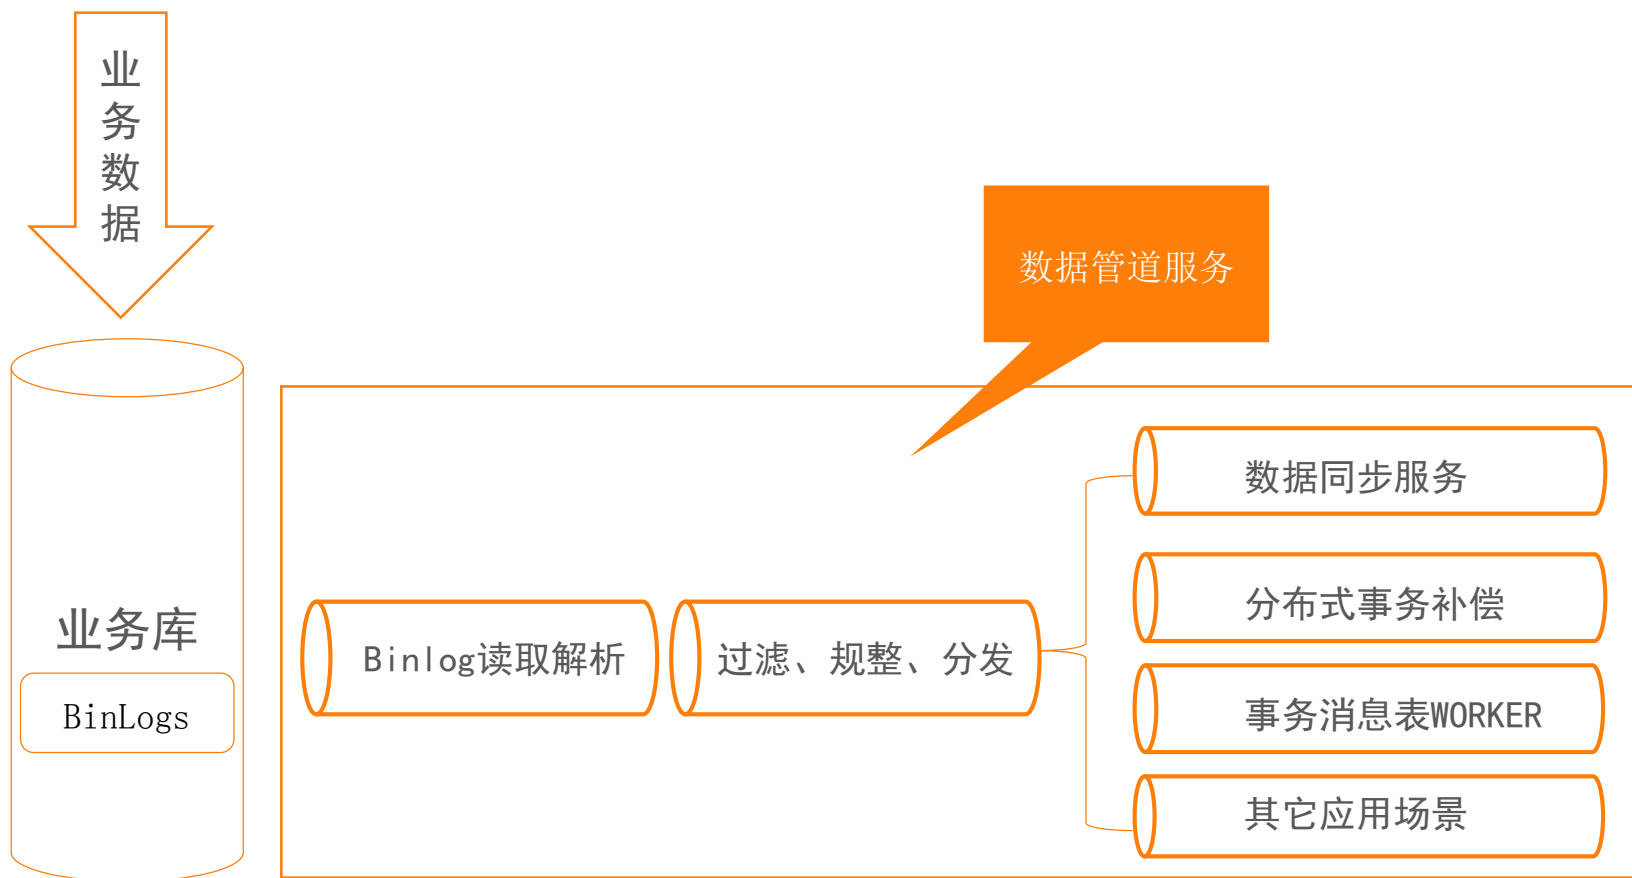 业务数据
数据管道服务
数据同步服务
分布式事务补偿
业务库
Binlog读取解析
过滤、规整、分发
BinLogs
事务消息表WORKER
其它应用场景